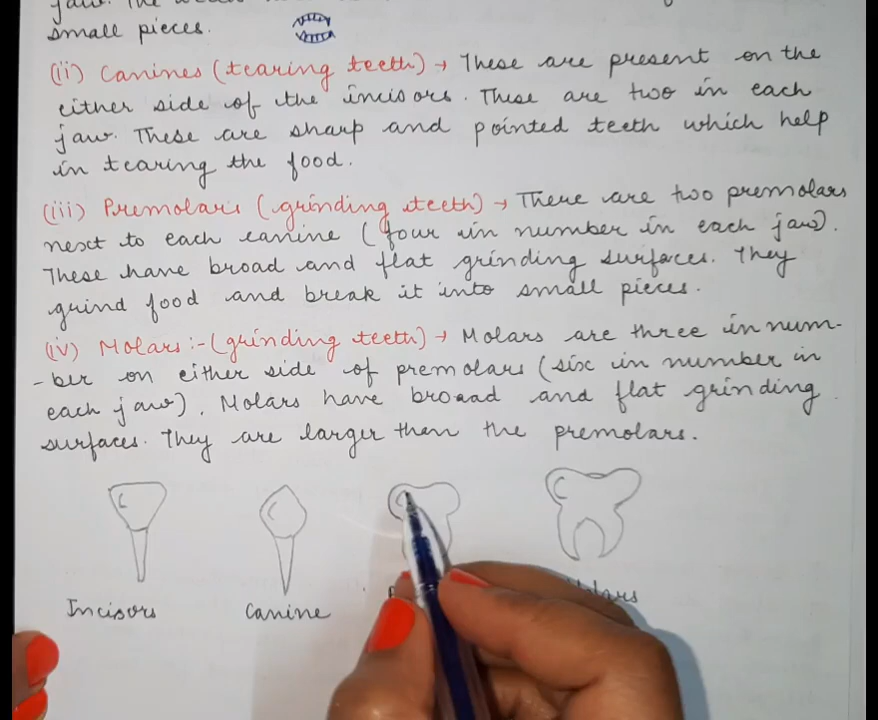 small pieces.
(ii) Canines (tearing teeth) → These are present on the
either side of the incisors. These are two in each
jaw. These are sharp and pointed teeth which help
in tearing the food.
(iii) Premolars (grinding teeth) → There are two premolars
next to each canine (four in number in each jaw).
These have broad and flat grinding surfaces. They
grind food and break it into small pieces.
(iv) Molars :- (grinding teeth) → Molars are three in num-
-ber on either side of premolars (six in number in
each jaw). Molars have broaad and flat grinding
surfaces. They are larger than the premolars.
Incisors Canine